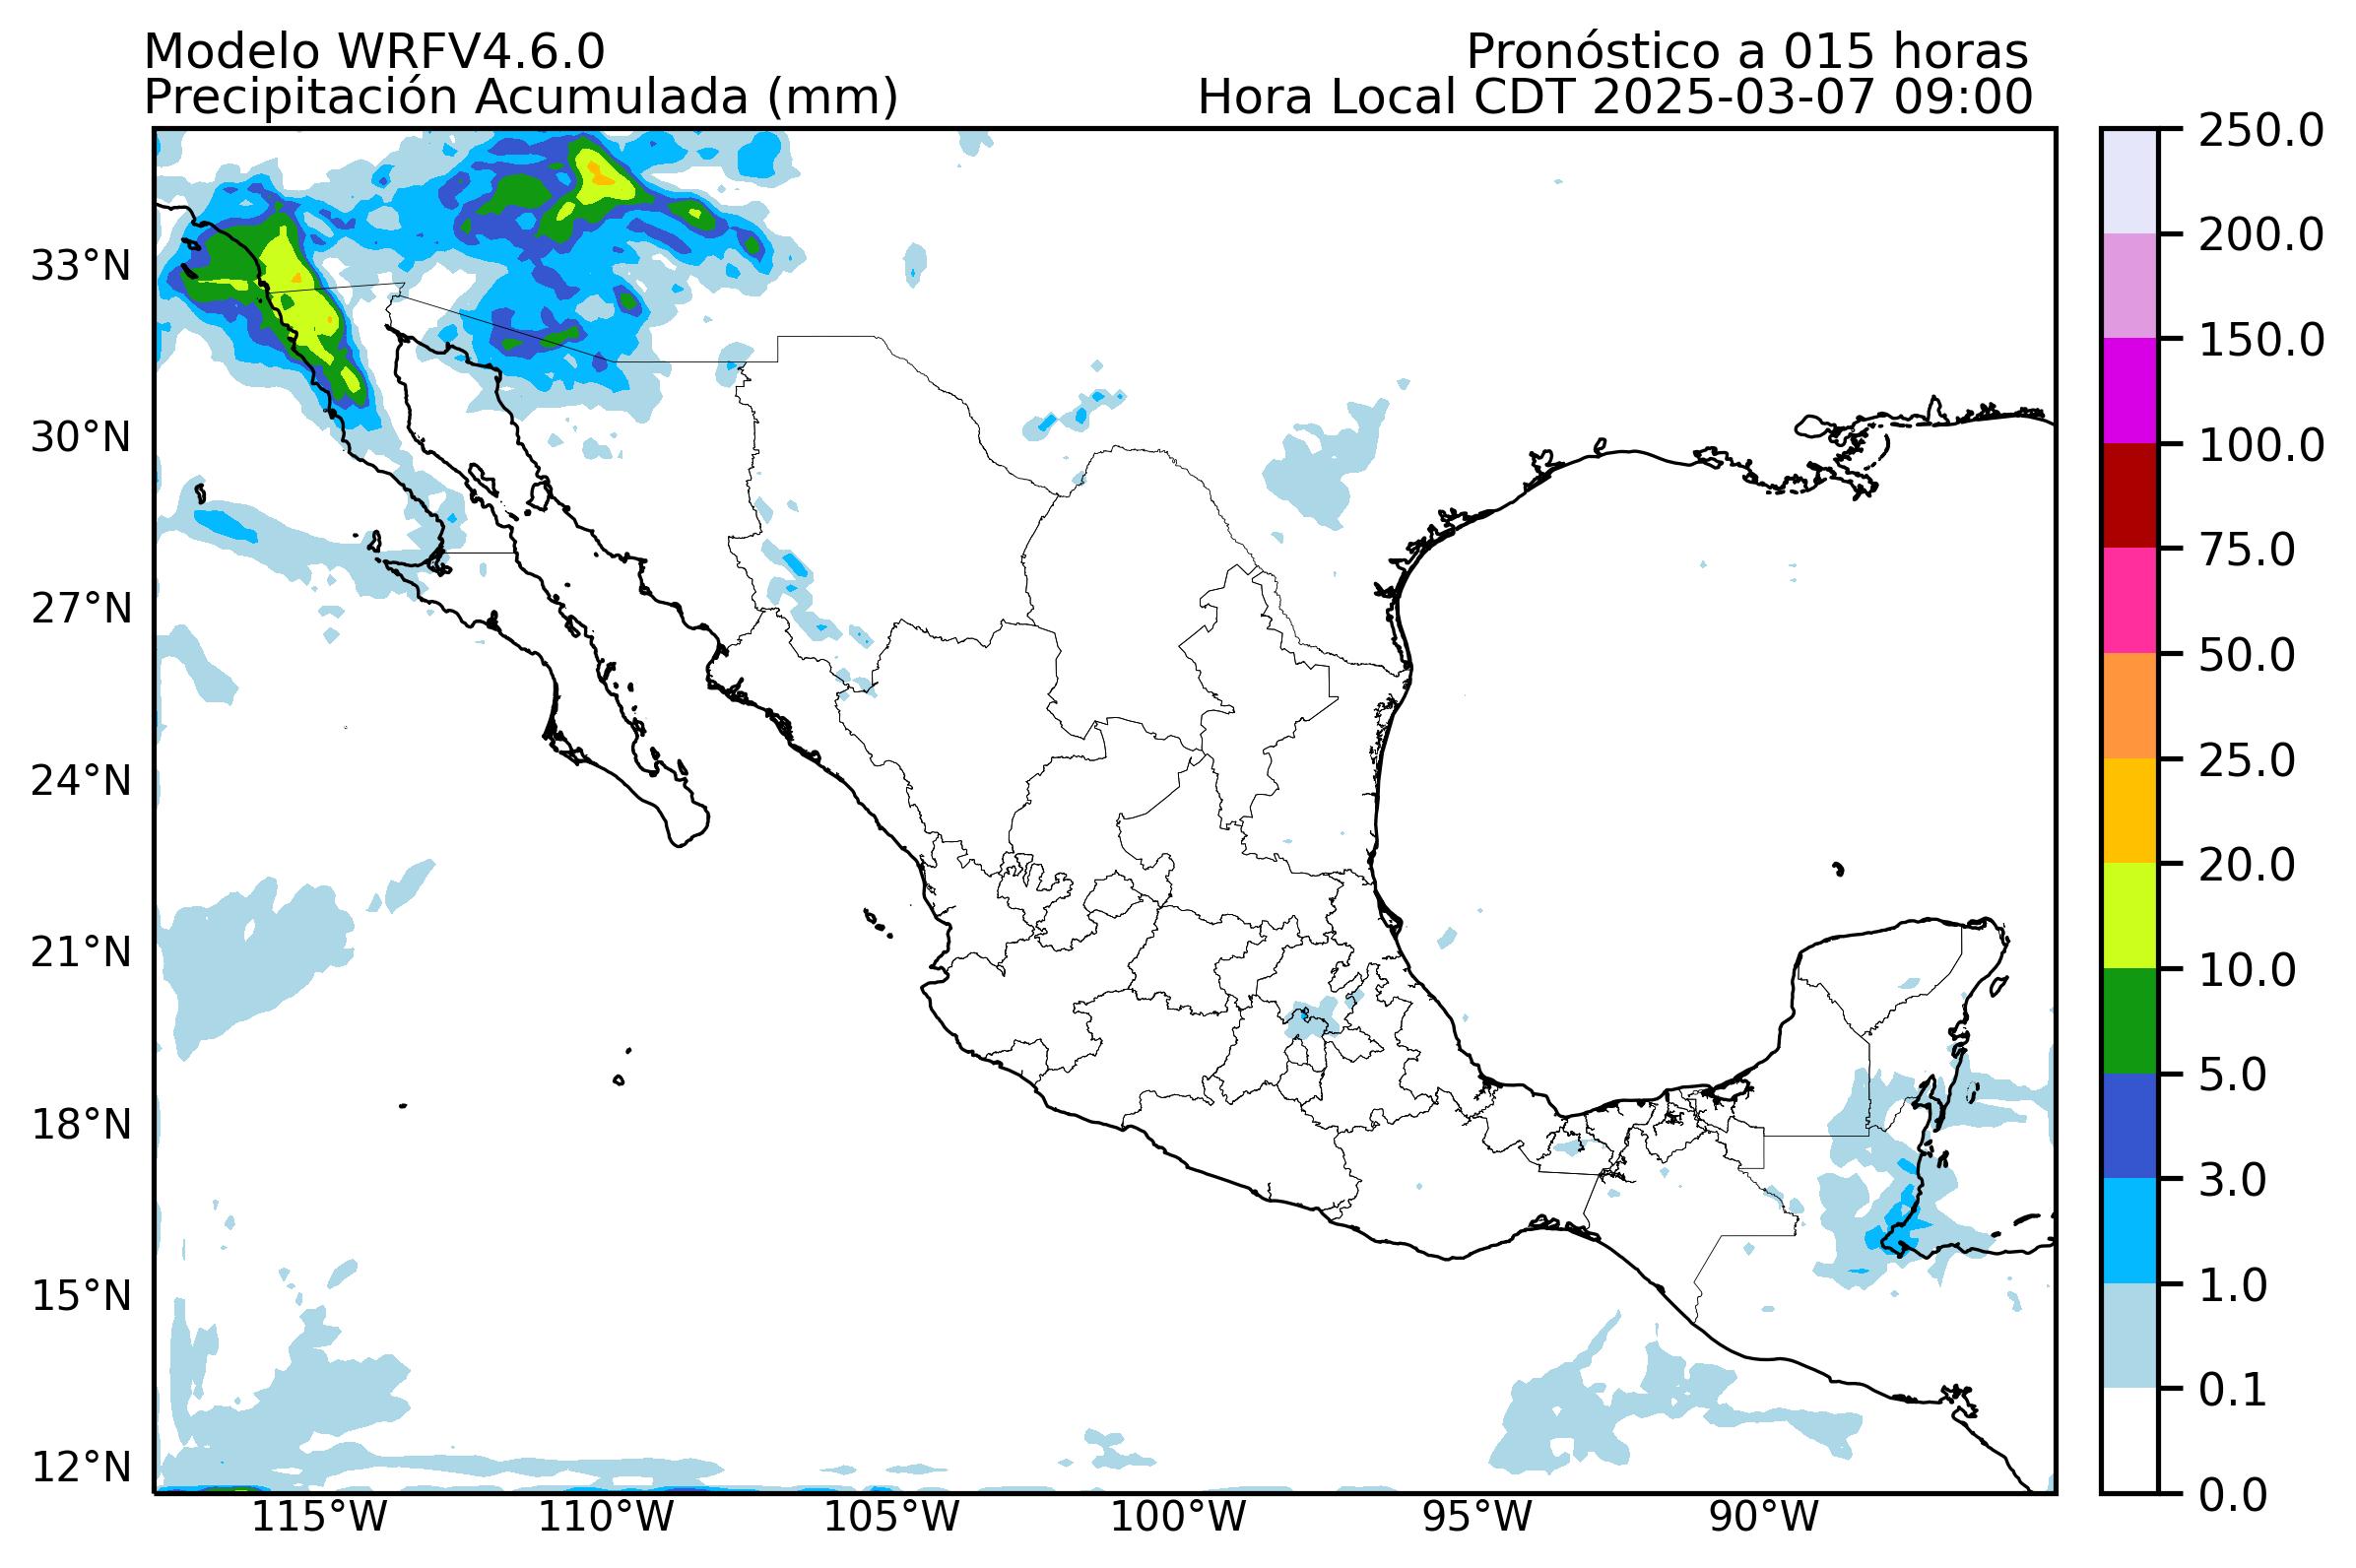 Modelo WRFV4.6.0
Pronóstico a 015 horas
Precipitación Acumulada (mm)
Hora Local CDT 2025-03-07 09:00
33°N
30°N
27°N
24°N
21°N
18°N
15°N
12°N
115°W
110°W
105°W
100°W
95°W
90°W
250.0
200.0
150.0
100.0
75.0
50.0
25.0
20.0
10.0
5.0
3.0
1.0
0.1
0.0